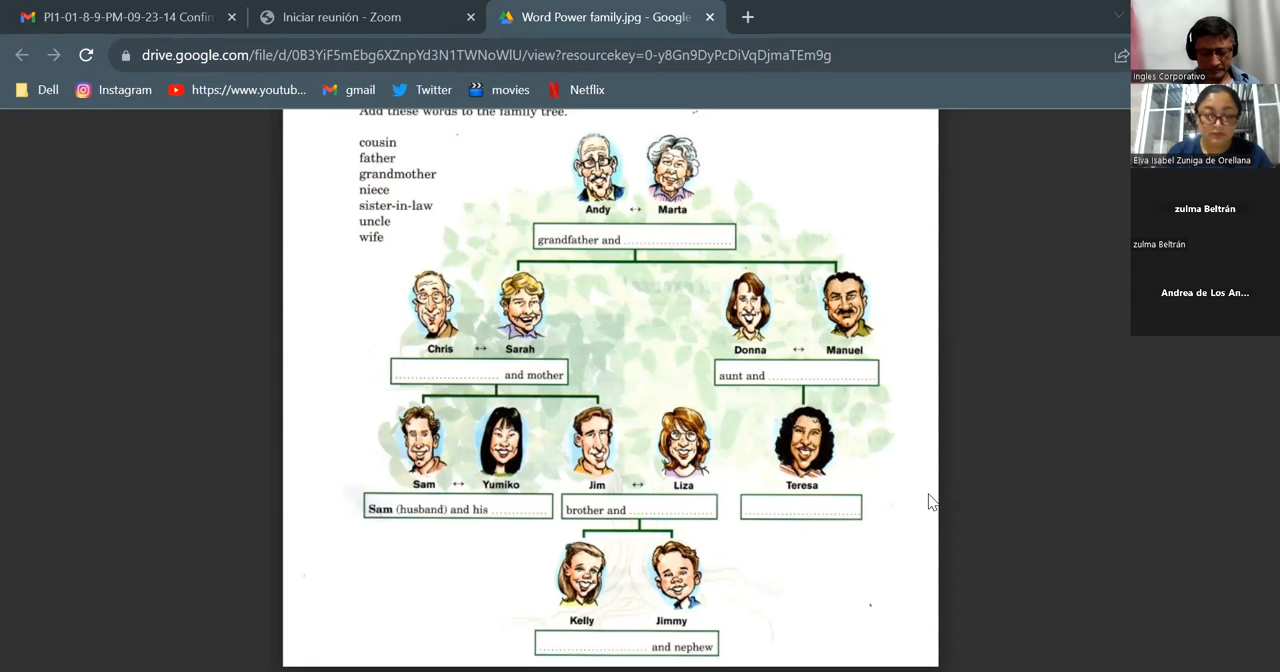 PI1-01-8-9-PM-09-23-14 Confir
Iniciar reunión - Zoom
Word Power family.jpg - Google
drive.google.com/file/d/0B3YiF5mEbg6XZnpYd3N1TWNoWlU/view?resourcekey=0-y8Gn9DyPcDiVqDjmaTEm9g
Dell
Instagram
https://www.youtub...
gmail
Twitter
movies
Netflix
Add these words to the family tree.
cousin
father
grandmother
niece
sister-in-law
uncle
wife
Andy ↔ Marta
grandfather and ........................
Chris ↔ Sarah
........................ and mother
Donna ↔ Manuel
aunt and ........................
Sam ↔ Yumiko
Sam (husband) and his ............
Jim ↔ Liza
brother and ....................
Teresa
Kelly
Jimmy
........................ and nephew
Ingles Corporativo
Elva Isabel Zuniga de Orellana
zulma Beltrán
zulma Beltrán
Andrea de Los An...